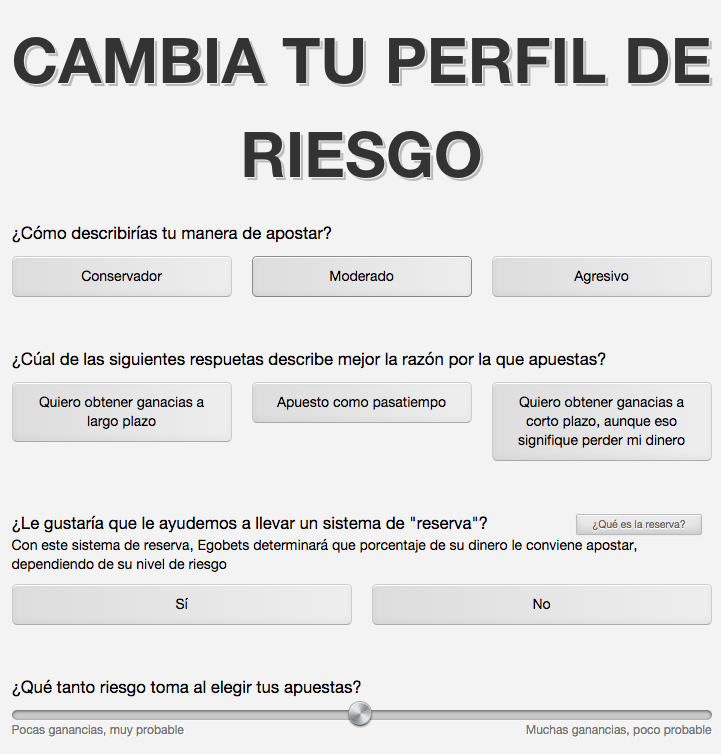 CAMBIA TU PERFIL DE
RIESGO
¿Cómo describirías tu manera de apostar?
Conservador
Moderado
Agresivo
¿Cúal de las siguientes respuetas describe mejor la razón por la que apuestas?
Quiero obtener ganacias a
largo plazo
Apuesto como pasatiempo
Quiero obtener ganacias a
corto plazo, aunque eso
signifique perder mi dinero
¿Le gustaría que le ayudemos a llevar un sistema de "reserva"?
¿Qué es la reserva?
Con este sistema de reserva, Egobets determinará que porcentaje de su dinero le conviene apostar,
dependiendo de su nivel de riesgo
Sí
No
¿Qué tanto riesgo toma al elegir tus apuestas?
Pocas ganancias, muy probable
Muchas ganancias, poco probable